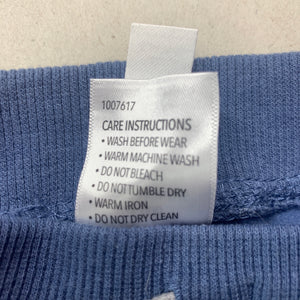 1007617
CARE INSTRUCTIONS
• WASH BEFORE WEAR
• WARM MACHINE WASH
• DO NOT BLEACH
• DO NOT TUMBLE DRY
• WARM IRON
• DO NOT DRY CLEAN